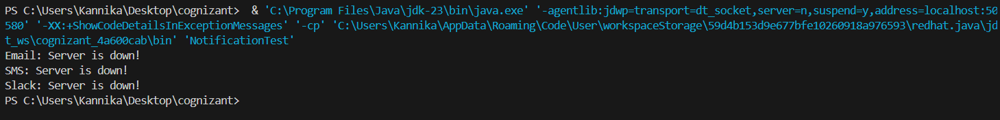 PS C:\Users\Kannika\Desktop\cognizant>  & 'C:\Program Files\Java\jdk-23\bin\java.exe' '-agentlib:jdwp=transport=dt_socket,server=n,suspend=y,address=localhost:50
580' '-XX:+ShowCodeDetailsInExceptionMessages' '-cp' 'C:\Users\Kannika\AppData\Roaming\Code\User\workspaceStorage\59d4b153d9e677bfe10260918a976593\redhat.java\jd
t_ws\cognizant_4a600cab\bin' 'NotificationTest'
Email: Server is down!
SMS: Server is down!
Slack: Server is down!
PS C:\Users\Kannika\Desktop\cognizant>